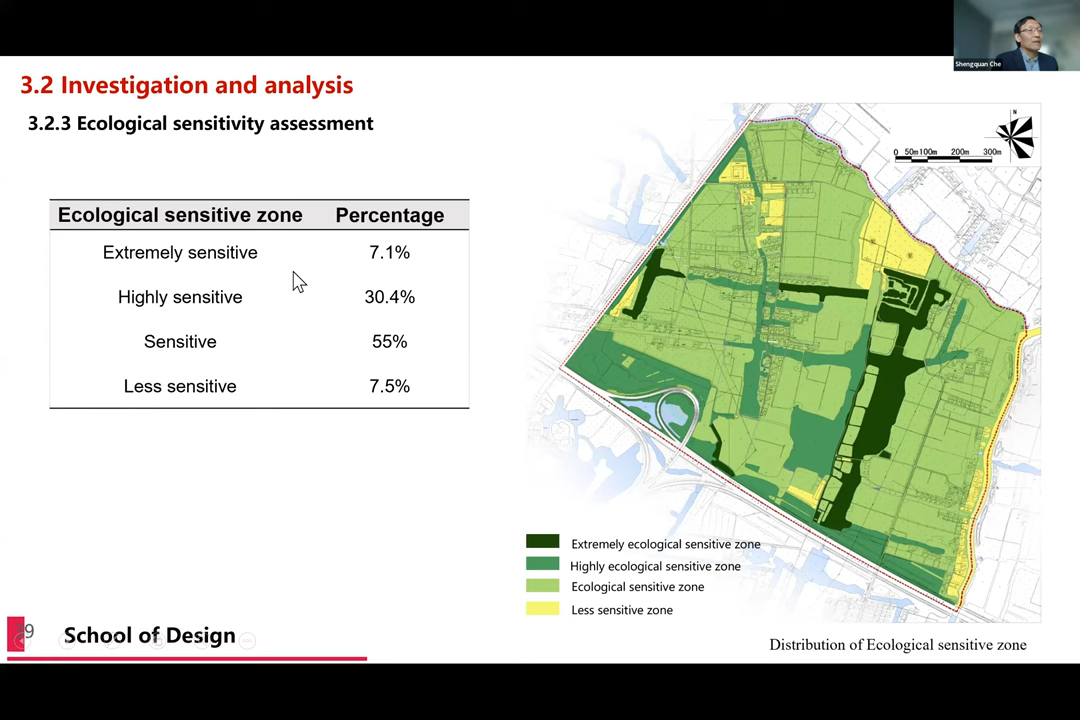 Shengquan Che
3.2 Investigation and analysis
3.2.3 Ecological sensitivity assessment
N
0 50m100m 200m 300m
Ecological sensitive zone Percentage
Extremely sensitive 7.1%
Highly sensitive 30.4%
Sensitive 55%
Less sensitive 7.5%
Extremely ecological sensitive zone
Highly ecological sensitive zone
Ecological sensitive zone
Less sensitive zone
School of Design
Distribution of Ecological sensitive zone